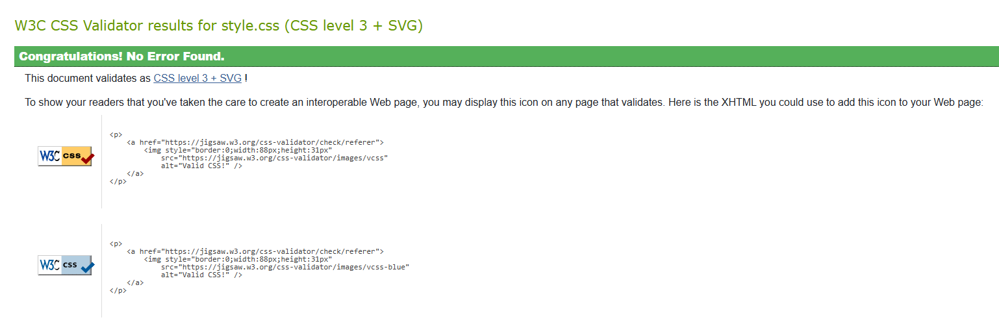 W3C CSS Validator results for style.css (CSS level 3 + SVG)
Congratulations! No Error Found.
This document validates as CSS level 3 + SVG !
To show your readers that you've taken the care to create an interoperable Web page, you may display this icon on any page that validates. Here is the XHTML you could use to add this icon to your Web page:
W3C css
<p>
    <a href="https://jigsaw.w3.org/css-validator/check/referer">
        <img style="border:0;width:88px;height:31px"
            src="https://jigsaw.w3.org/css-validator/images/vcss"
            alt="Valid CSS!" />
    </a>
</p>
W3C css
<p>
    <a href="https://jigsaw.w3.org/css-validator/check/referer">
        <img style="border:0;width:88px;height:31px"
            src="https://jigsaw.w3.org/css-validator/images/vcss-blue"
            alt="Valid CSS!" />
    </a>
</p>